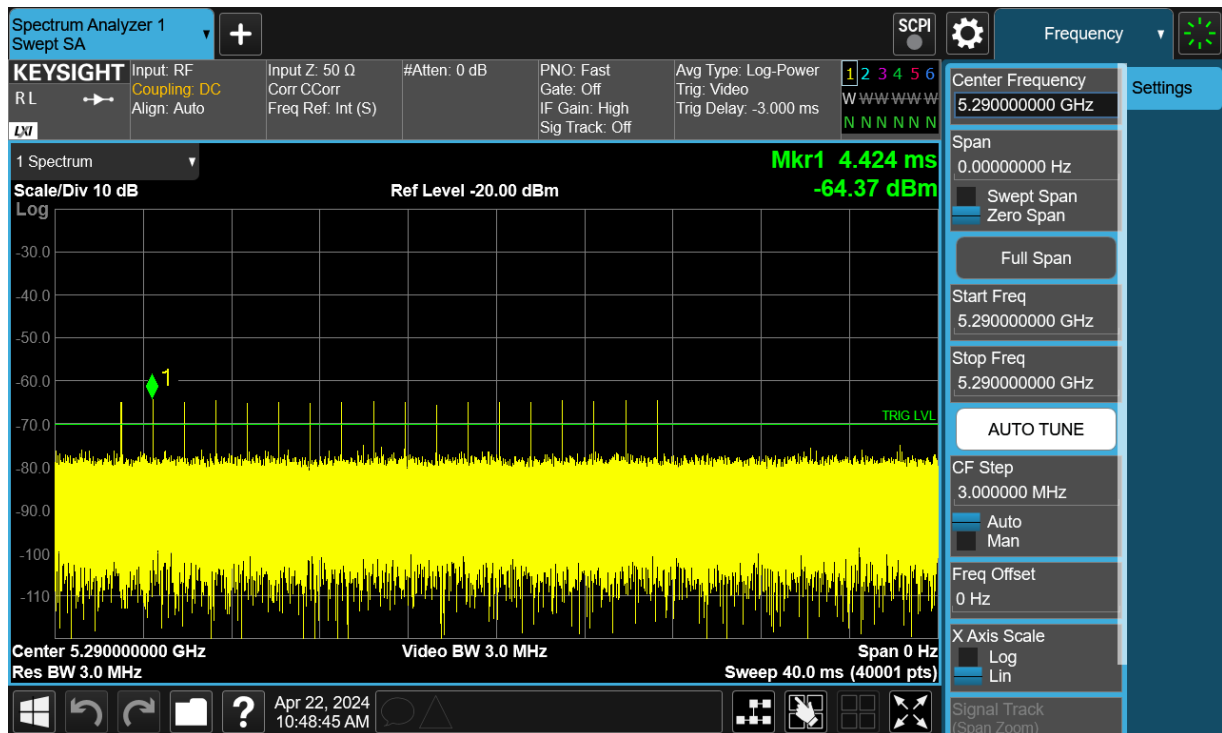 Spectrum Analyzer 1
Swept SA
+
SCPI
Frequency
KEYSIGHT
R L
LXI
Input: RF
Coupling: DC
Align: Auto
Input Z: 50 Ω
Corr CCorr
Freq Ref: Int (S)
#Atten: 0 dB
PNO: Fast
Gate: Off
IF Gain: High
Sig Track: Off
Avg Type: Log-Power
Trig: Video
Trig Delay: -3.000 ms
1 2 3 4 5 6
W W W W W W
N N N N N N
Center Frequency
5.290000000 GHz
Settings
Span
0.00000000 Hz
Swept Span
Zero Span
Full Span
Start Freq
5.290000000 GHz
Stop Freq
5.290000000 GHz
AUTO TUNE
CF Step
3.000000 MHz
Auto
Man
Freq Offset
0 Hz
X Axis Scale
Log
Lin
Signal Track
(Span Zoom)
1 Spectrum
Mkr1 4.424 ms
-64.37 dBm
Scale/Div 10 dB
Ref Level -20.00 dBm
Log
-30.0
-40.0
-50.0
-60.0
1
-70.0
TRIG LVL
-80.0
-90.0
-100
-110
Center 5.290000000 GHz
Video BW 3.0 MHz
Span 0 Hz
Res BW 3.0 MHz
Sweep 40.0 ms (40001 pts)
?
Apr 22, 2024
10:48:45 AM